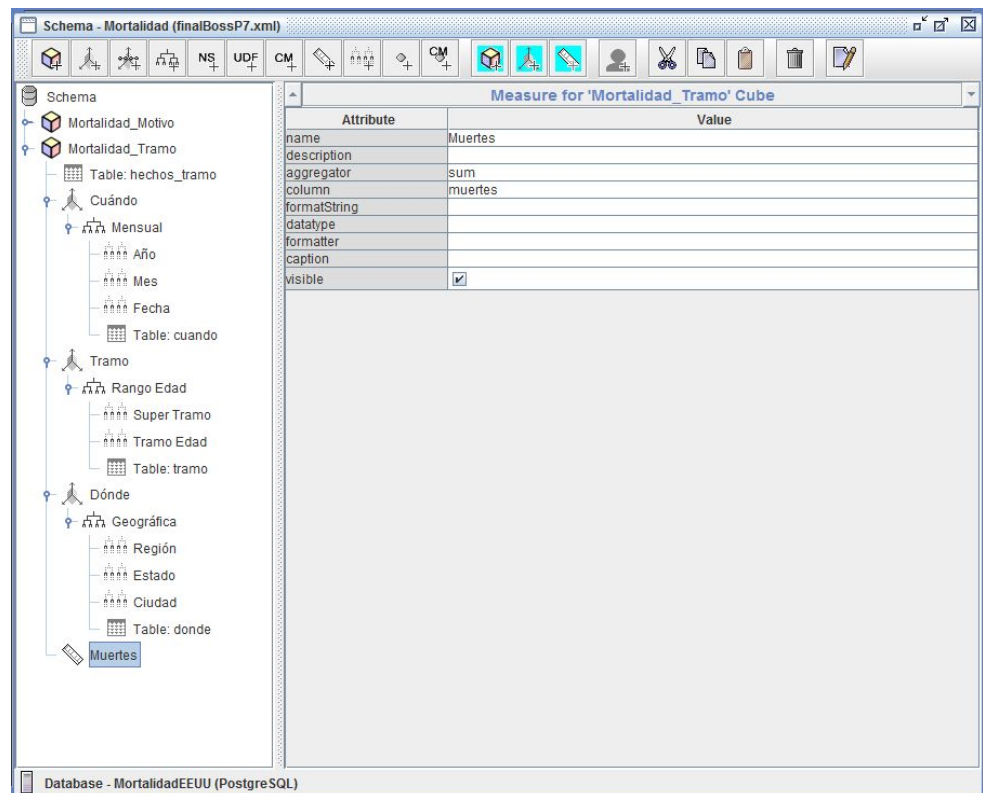 Schema - Mortalidad (finalBossP7.xml)
NS UDF CM CM
Schema
Mortalidad_Motivo
Mortalidad_Tramo
Table: hechos_tramo
Cuándo
Mensual
Año
Mes
Fecha
Table: cuando
Tramo
Rango Edad
Super Tramo
Tramo Edad
Table: tramo
Dónde
Geográfica
Región
Estado
Ciudad
Table: donde
Muertes
Measure for 'Mortalidad_Tramo' Cube
Attribute Value
name Muertes
description
aggregator sum
column muertes
formatString
datatype
formatter
caption
visible
Database - MortalidadEEUU (PostgreSQL)